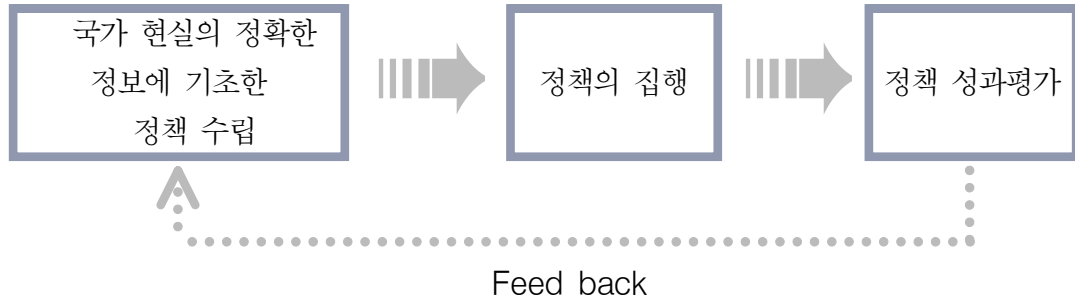 국가 현실의 정확한
정보에 기초한
정책 수립
정책의 집행
정책 성과평가
Feed back